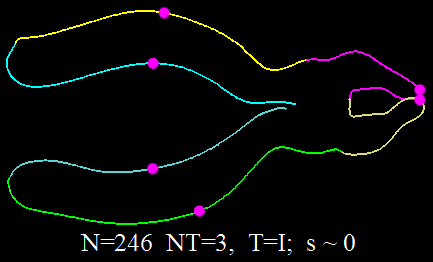 N=246 NT=3, T=I; s ~ 0